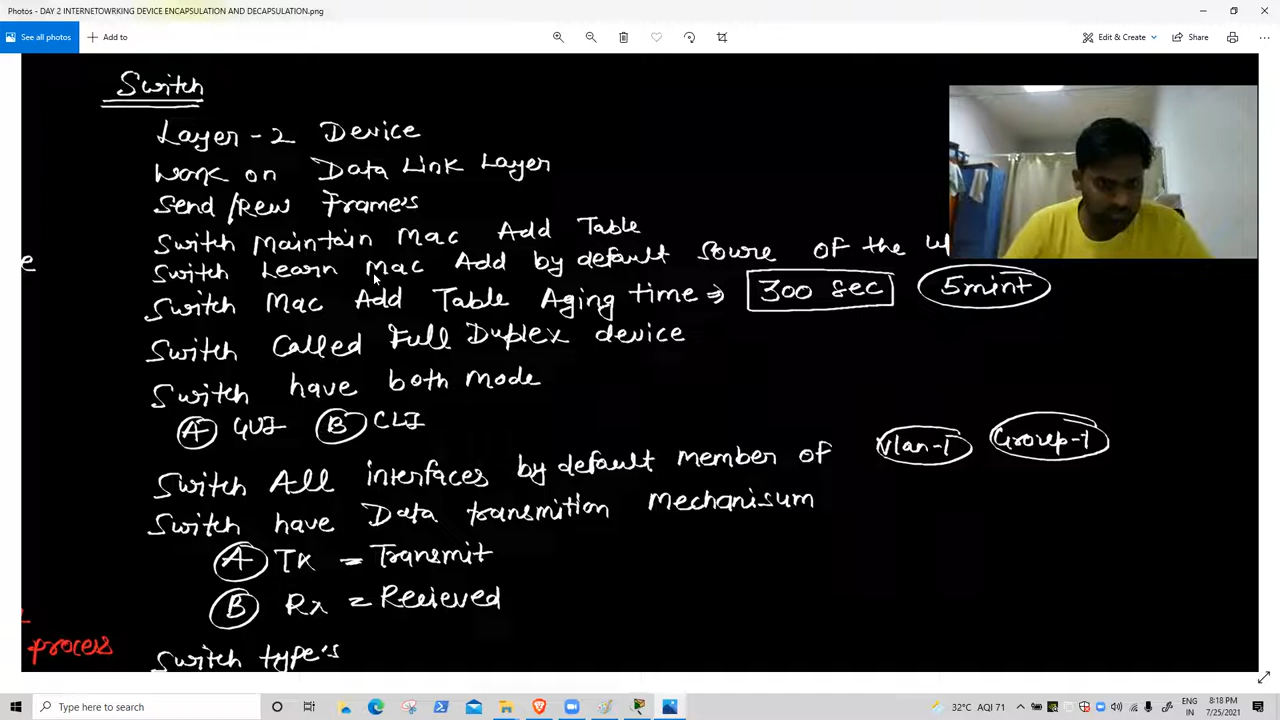 Photos - DAY 2 INTERNETOWRKING DEVICE ENCAPSULATION AND DECAPSULATION.png
See all photos
Add to
Edit & Create
Share
Switch
Layer-2 Device
Work on Data Link Layer
Send / Frames
Switch Maintain Mac Add Table
e
Switch Learn Mac Add by default Soure of the
Switch Mac Add Table Aging time ⇒ 300 sec 5mint
Switch Called Full Duplex device
Switch have both Mode
A GUI B CLI
Switch All interfaces by default member of Vlan-1 Group-1
Switch have Data transmition Mechanisum
A TX = Transmit
B Rx = Recieved
process
Switch type's
Type here to search
32°C AQI 71
ENG
IN
8:18 PM
7/25/2021